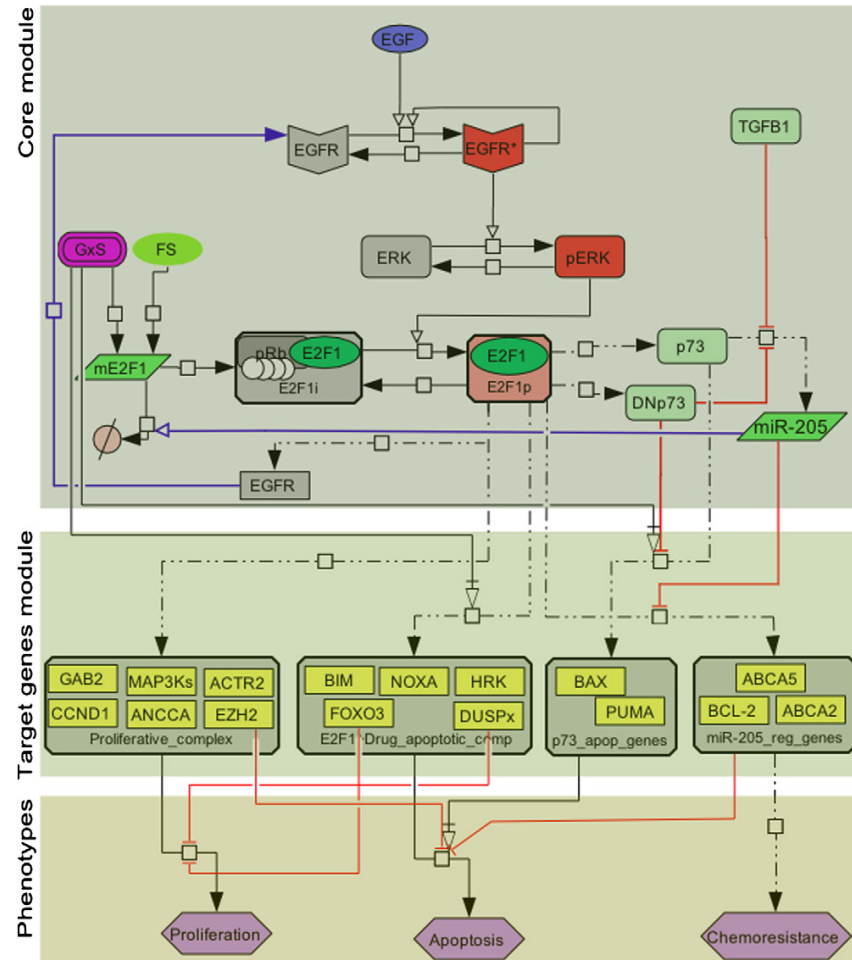 Core module
EGF
TGFB1
EGFR
EGFR*
GxS
FS
ERK
pERK
mE2F1
pRb
E2F1
E2F1i
E2F1
E2F1p
p73
DNp73
miR-205
EGFR
Target genes module
GAB2
MAP3Ks
ACTR2
CCND1
ANCCA
EZH2
Proliferative_complex
BIM
NOXA
HRK
FOXO3
DUSPx
E2F1 Drug_apoptotic_comp
BAX
PUMA
p73_apop_genes
ABCA5
BCL-2
ABCA2
miR-205_reg_genes
Phenotypes
Proliferation
Apoptosis
Chemoresistance